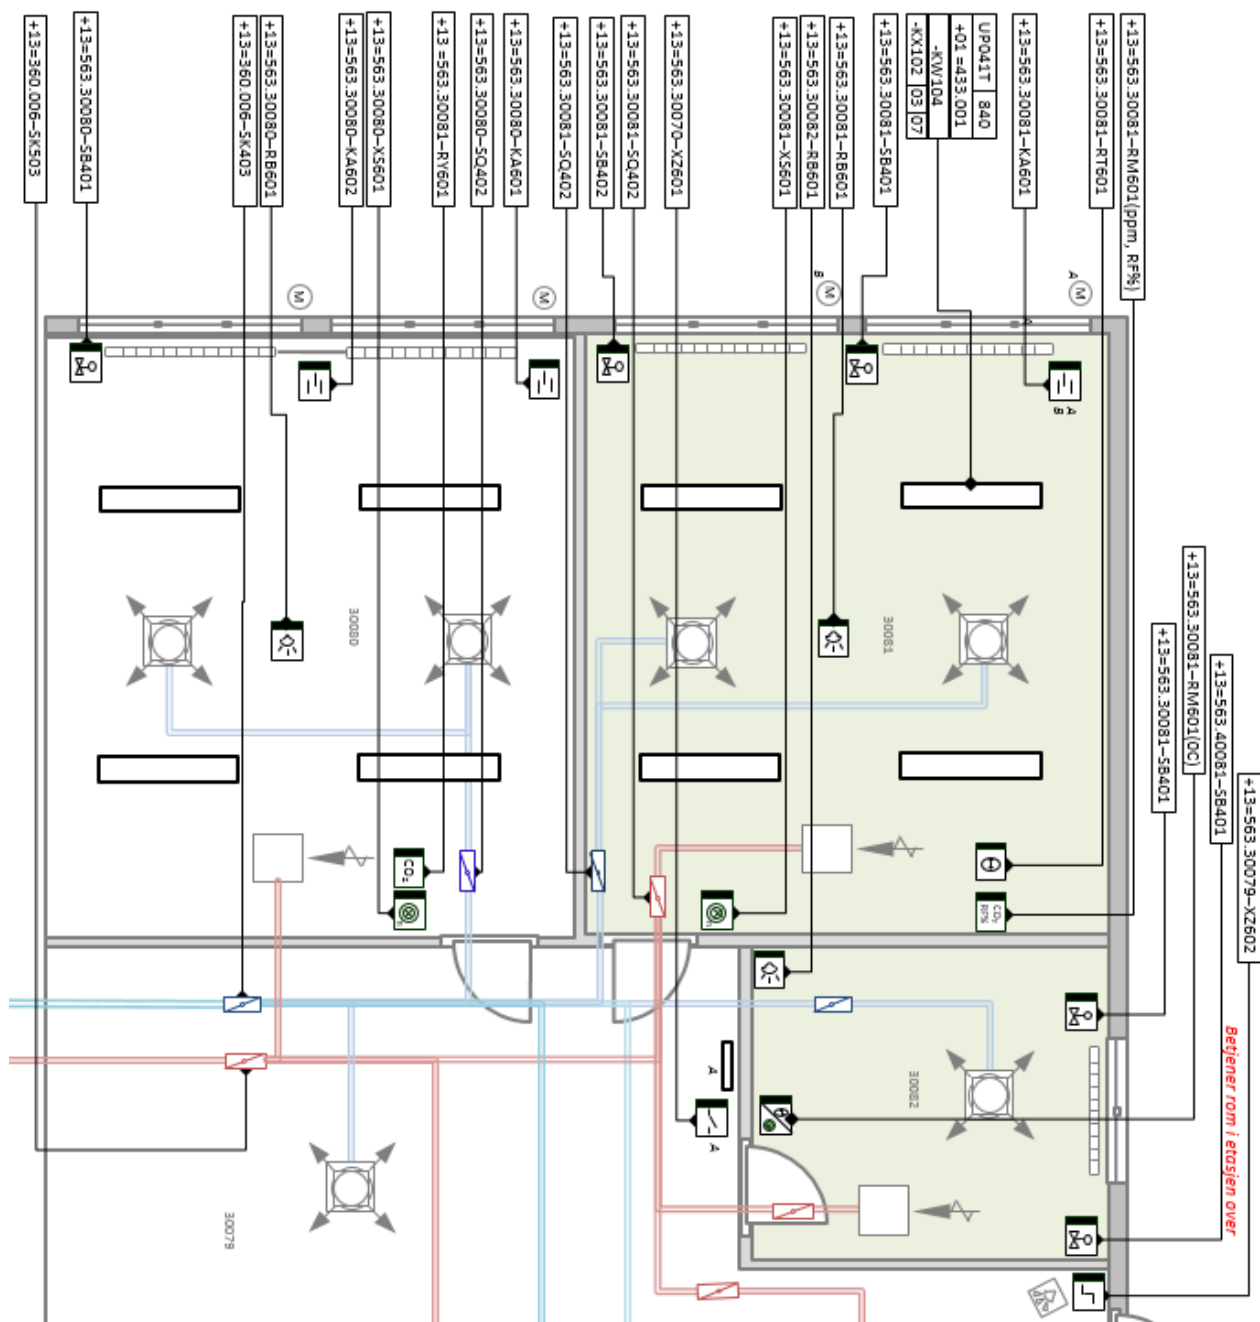 +13=360.006-SK503
+13=563.30080-SB401
+13=360.006-SK403
+13=563.30080-RB601
+13=563.30080-KA602
+13=563.30080-XS601
+13 =563.30081-RY601
+13=563.30080-SQ402
+13=563.30080-KA601
+13=563.30081-SQ402
+13=563.30081-SB402
+13=563.30081-SQ402
+13=563.30070-XZ601
+13=563.30081-XS601
+13=563.30082-RB601
+13=563.30081-RB601
+13=563.30081-SB401
UP041T 840
+01 =433.001
-KW104
-KX102 03 07
+13=563.30081-KA601
+13=563.30081-RT601
+13=563.30081-RM601(ppm, RF%)
M
M
M
B
M
A
A
A
B
+13=563.30081-RM601(OC)
+13=563.30081-SB401
+13=563.40081-SB401
+13=563.30079-XZ602
30080
30081
CO₂
CO₂
RF%
30082
A
A
30079
Betjener rom i etasjen over